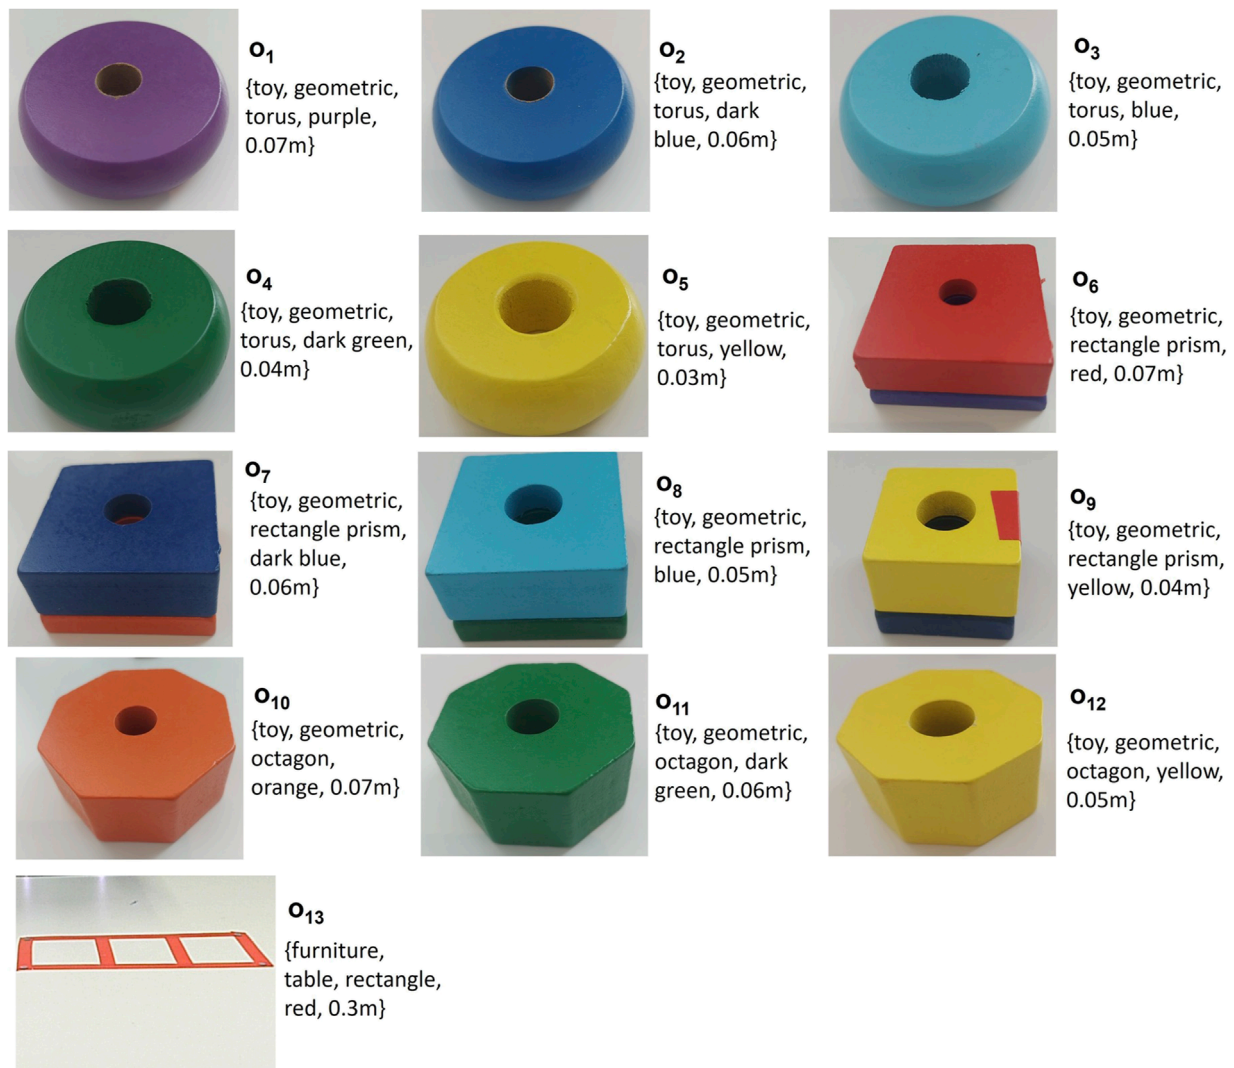 O1
{toy, geometric,
torus, purple,
0.07m}
O2
{toy, geometric,
torus, dark
blue, 0.06m}
O3
{toy, geometric,
torus, blue,
0.05m}
O4
{toy, geometric,
torus, dark green,
0.04m}
O5
{toy, geometric,
torus, yellow,
0.03m}
O6
{toy, geometric,
rectangle prism,
red, 0.07m}
O7
{toy, geometric,
rectangle prism,
dark blue,
0.06m}
O8
{toy, geometric,
rectangle prism,
blue, 0.05m}
O9
{toy, geometric,
rectangle prism,
yellow, 0.04m}
O10
{toy, geometric,
octagon,
orange, 0.07m}
O11
{toy, geometric,
octagon, dark
green, 0.06m}
O12
{toy, geometric,
octagon, yellow,
0.05m}
O13
{furniture,
table, rectangle,
red, 0.3m}